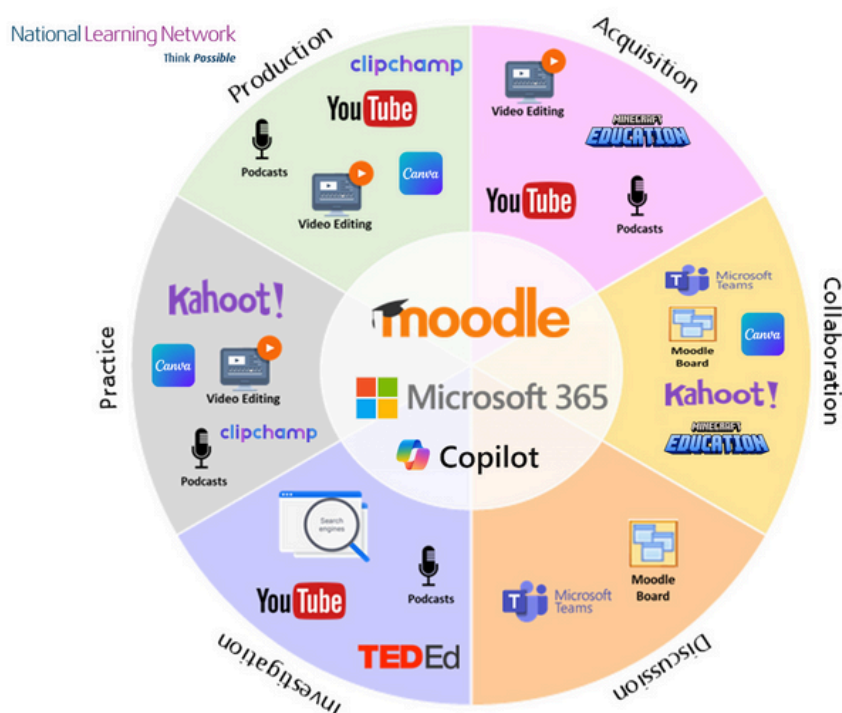 National Learning Network
Think Possible
Production
clipchamp
YouTube
Podcasts
Video Editing
Canva
Acquisition
Video Editing
MINECRAFT
EDUCATION
YouTube
Podcasts
Collaboration
Microsoft
Teams
Moodle
Board
Canva
Kahoot!
MINECRAFT
EDUCATION
Discussion
Microsoft
Teams
Moodle
Board
Investigation
Search
engines
YouTube
Podcasts
TEDEd
Practice
Kahoot!
Canva
Video Editing
clipchamp
Podcasts
moodle
Microsoft 365
Copilot